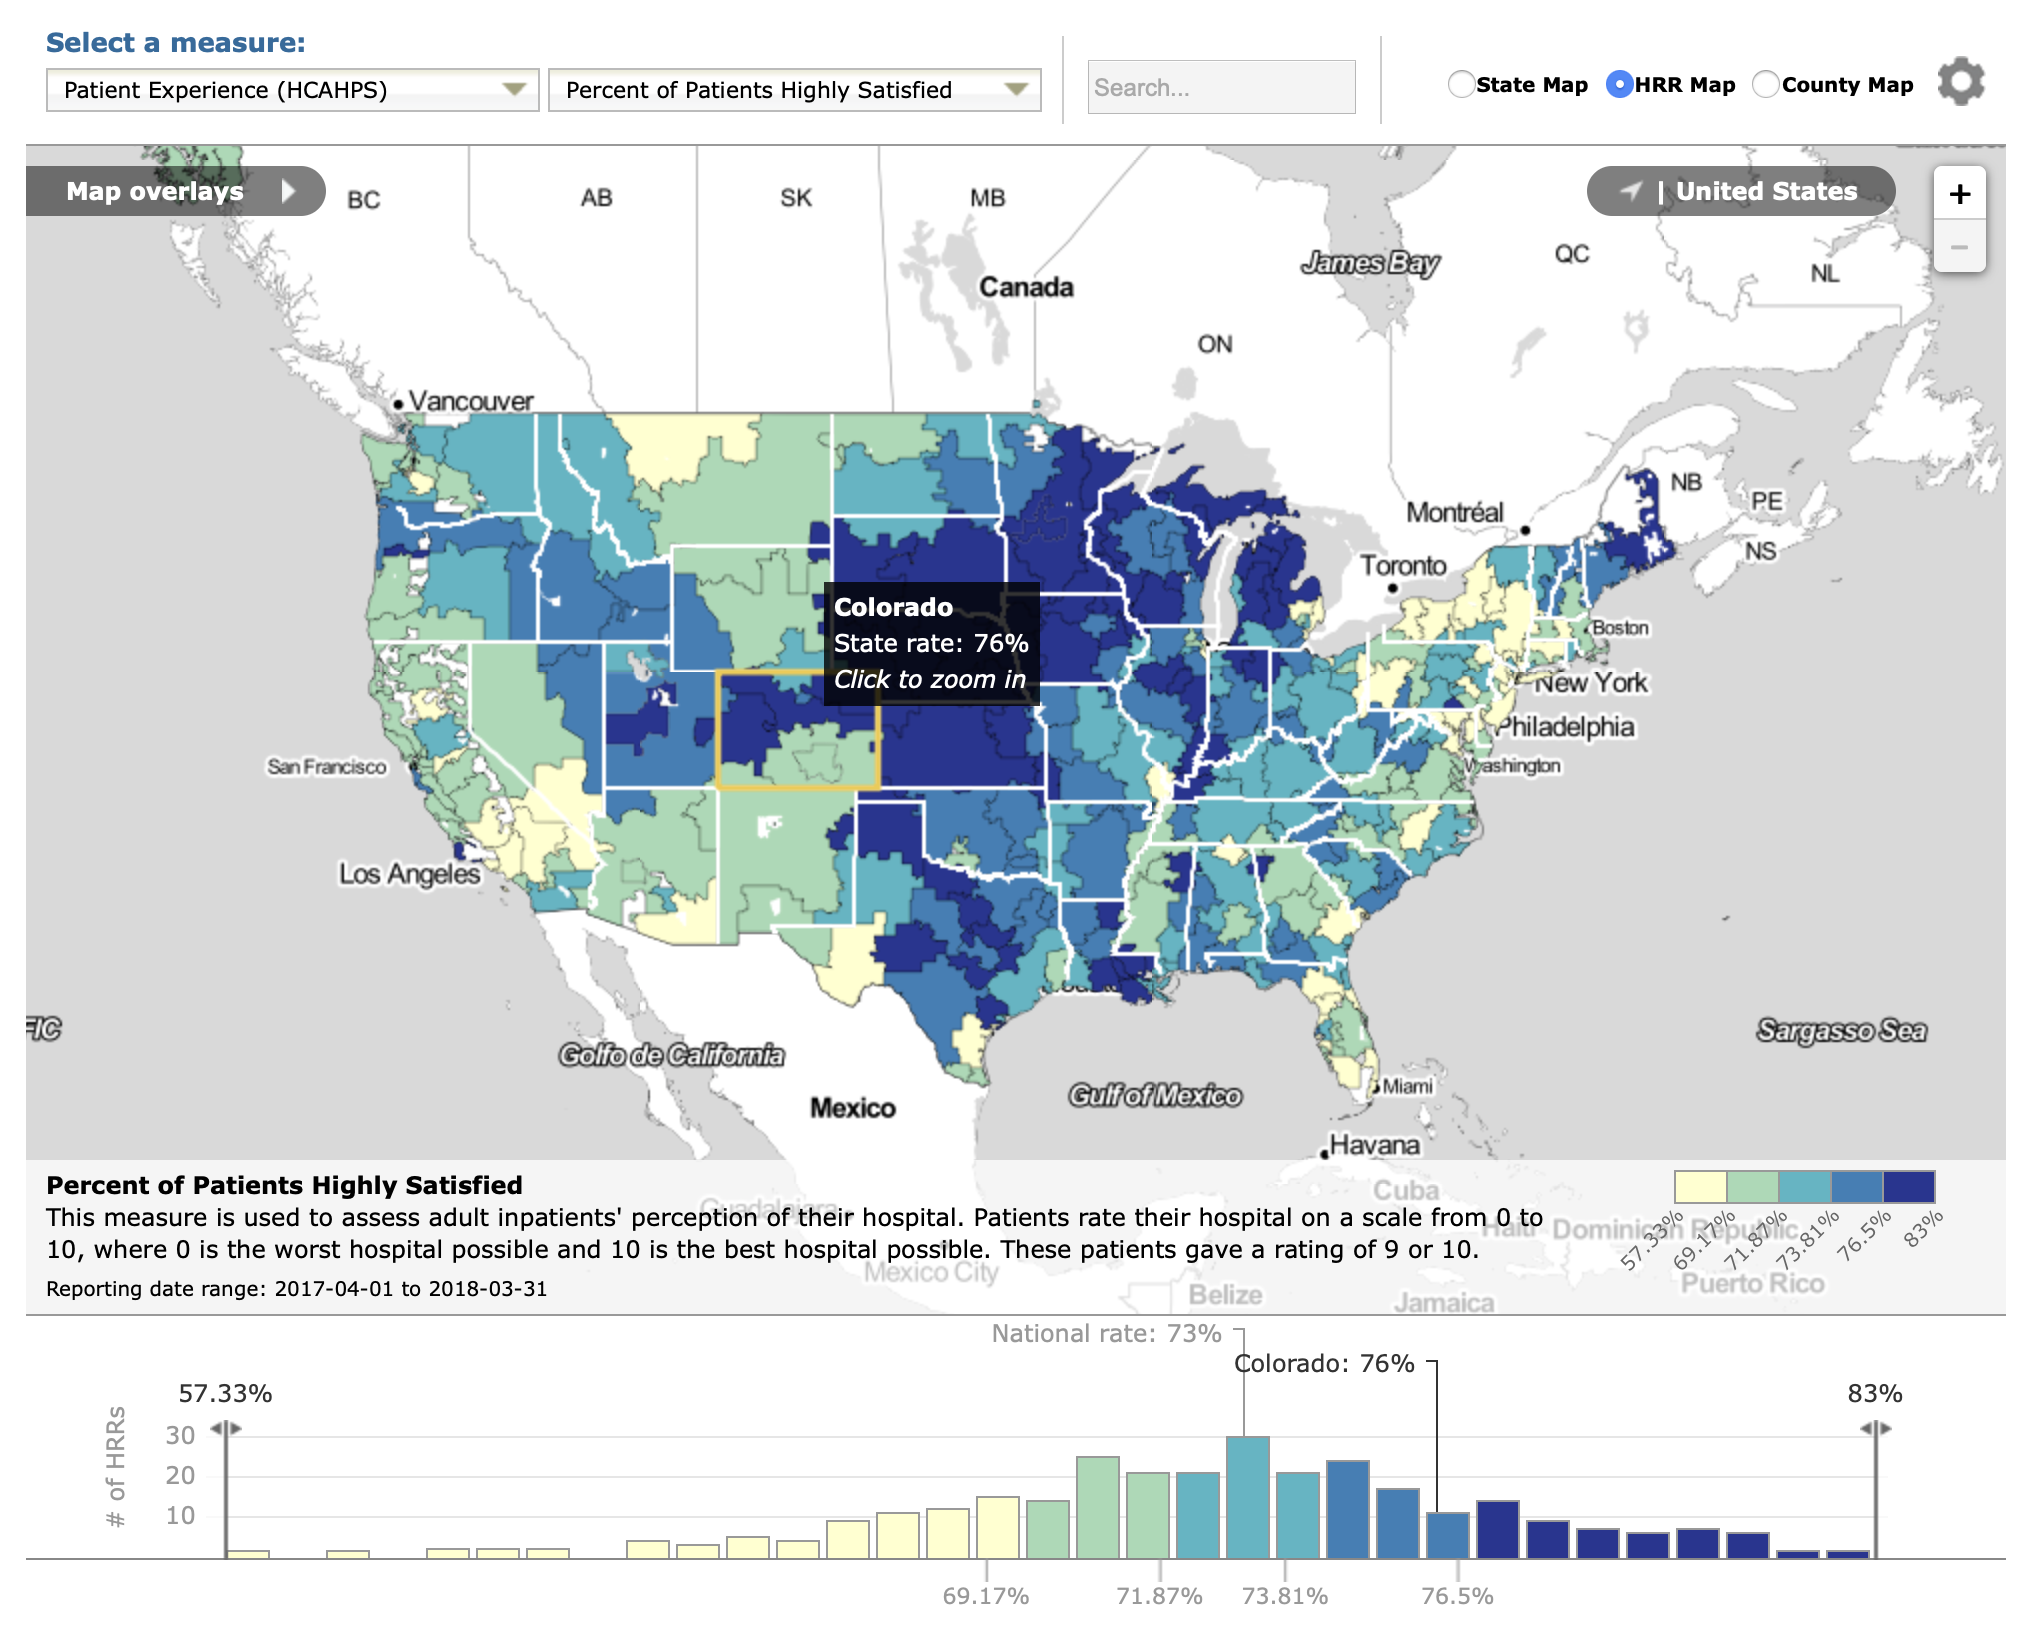 Select a measure:
Patient Experience (HCAHPS)
Percent of Patients Highly Satisfied
Search...
State Map
HRR Map
County Map
Map overlays
| United States
+
−
BC
AB
SK
MB
Canada
James Bay
QC
NL
ON
Vancouver
NB
PE
Montréal
NS
Toronto
Colorado
State rate: 76%
Click to zoom in
Boston
New York
Philadelphia
San Francisco
Washington
Los Angeles
FIC
Sargasso Sea
Golfo de California
Gulf of Mexico
Miami
Mexico
Havana
Percent of Patients Highly Satisfied
This measure is used to assess adult inpatients' perception of their hospital. Patients rate their hospital on a scale from 0 to
10, where 0 is the worst hospital possible and 10 is the best hospital possible. These patients gave a rating of 9 or 10.
Reporting date range: 2017-04-01 to 2018-03-31
Guadalajara
Cuba
Haiti
Dominican Republic
Mexico City
Puerto Rico
Belize
Jamaica
57.33%
69.17%
71.87%
73.81%
76.5%
83%
National rate: 73%
Colorado: 76%
57.33%
83%
# of HRRs
30
20
10
69.17%
71.87%
73.81%
76.5%